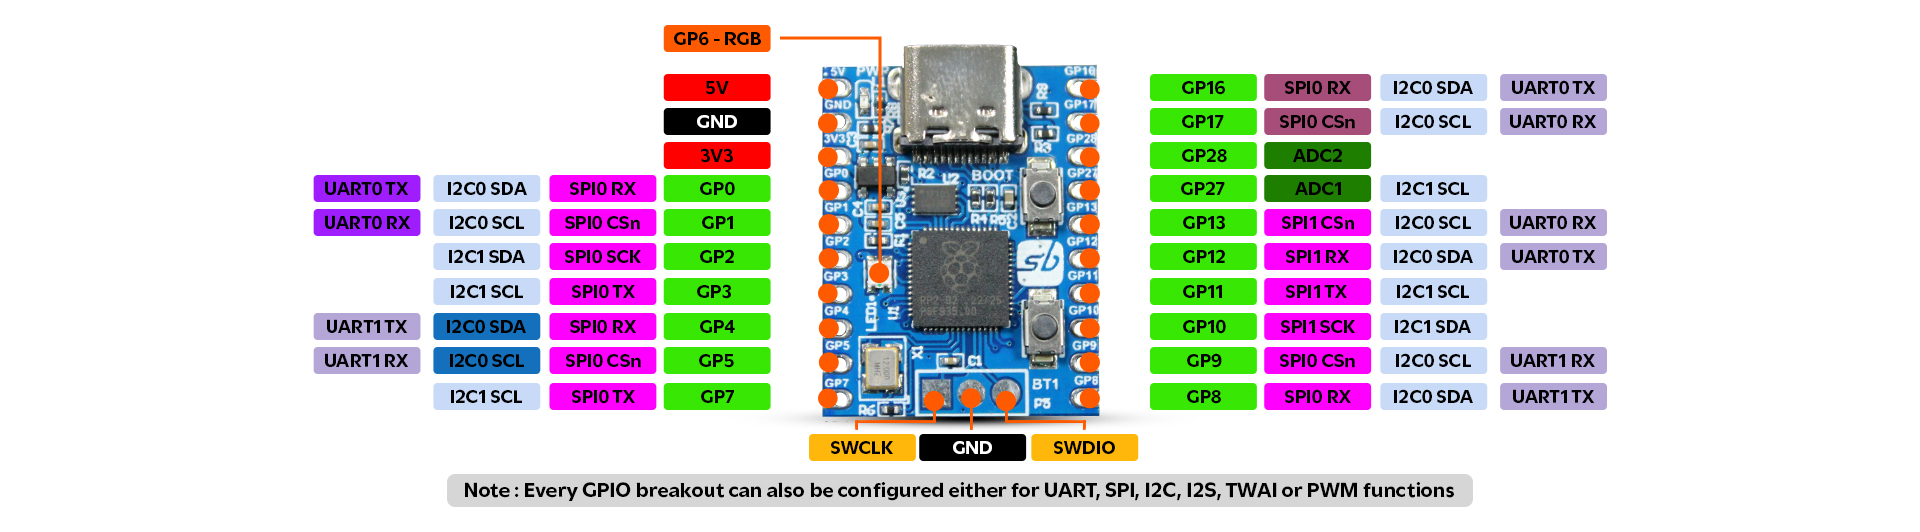 GP6 - RGB
5V
GND
3V3
UART0 TX I2C0 SDA SPI0 RX GP0
UART0 RX I2C0 SCL SPI0 CSn GP1
I2C1 SDA SPI0 SCK GP2
I2C1 SCL SPI0 TX GP3
UART1 TX I2C0 SDA SPI0 RX GP4
UART1 RX I2C0 SCL SPI0 CSn GP5
I2C1 SCL SPI0 TX GP7
5V
GND
3V3
GP0
GP1
GP2
GP3
GP4
GP5
GP7
R9
R3
R2 U2
BOOT
C4
R4
sb
LED1
U1
X1
C1
BT1
R6
GP16
GP17
GP28
GP27
GP13
GP12
GP11
GP10
GP9
GP8
GP16 SPI0 RX I2C0 SDA UART0 TX
GP17 SPI0 CSn I2C0 SCL UART0 RX
GP28 ADC2
GP27 ADC1 I2C1 SCL
GP13 SPI1 CSn I2C0 SCL UART0 RX
GP12 SPI1 RX I2C0 SDA UART0 TX
GP11 SPI1 TX I2C1 SCL
GP10 SPI1 SCK I2C1 SDA
GP9 SPI0 CSn I2C0 SCL UART1 RX
GP8 SPI0 RX I2C0 SDA UART1 TX
SWCLK GND SWDIO
Note : Every GPIO breakout can also be configured either for UART, SPI, I2C, I2S, TWAI or PWM functions